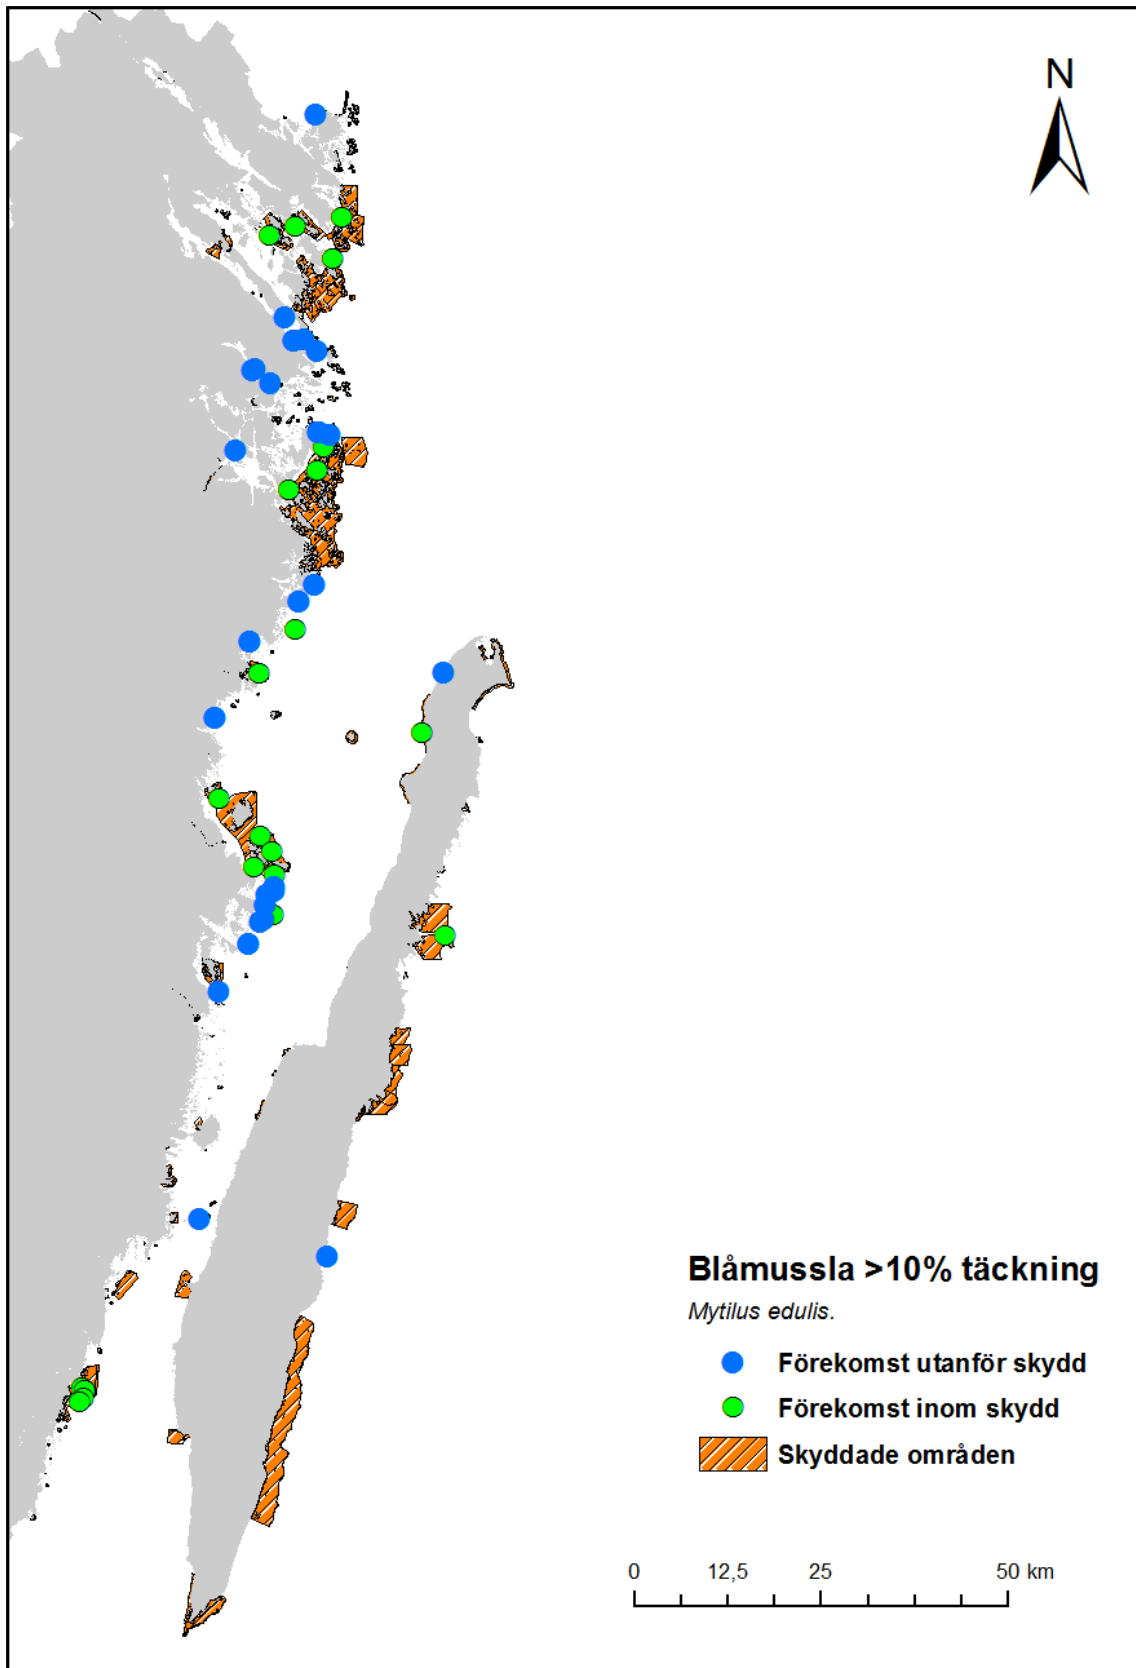 N
Blåmussla >10% täckning
Mytilus edulis.
Förekomst utanför skydd
Förekomst inom skydd
Skyddade områden
0 12,5 25 50 km